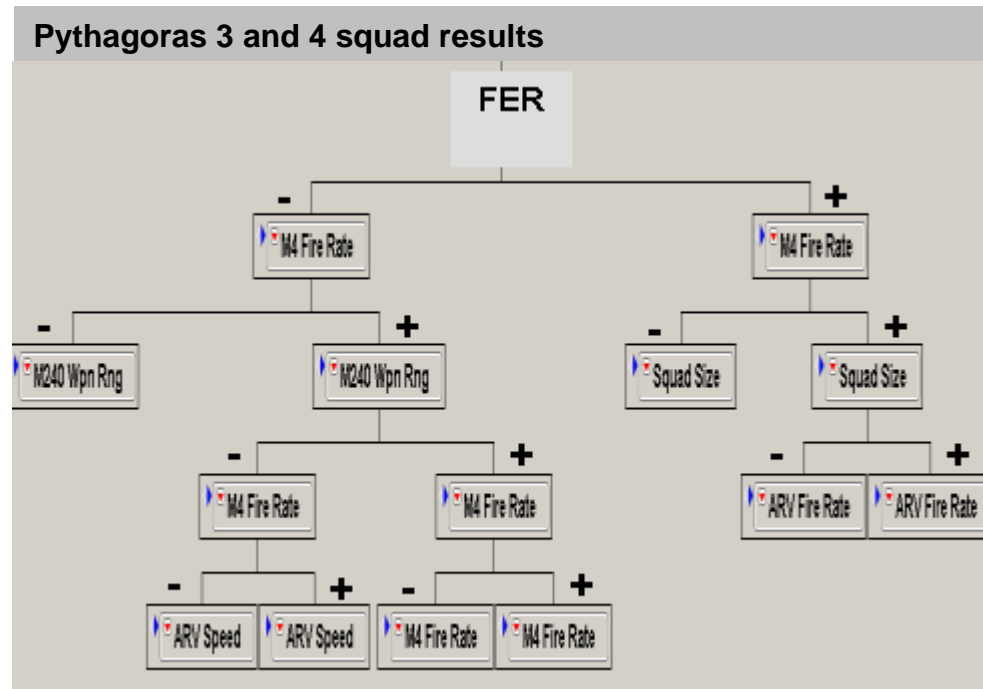 Pythagoras 3 and 4 squad results
FER
- +
M4 Fire Rate M4 Fire Rate
- + - +
M240 Wpn Rng M240 Wpn Rng Squad Size Squad Size
- + - +
M4 Fire Rate M4 Fire Rate ARV Fire Rate ARV Fire Rate
- + - +
ARV Speed ARV Speed M4 Fire Rate M4 Fire Rate